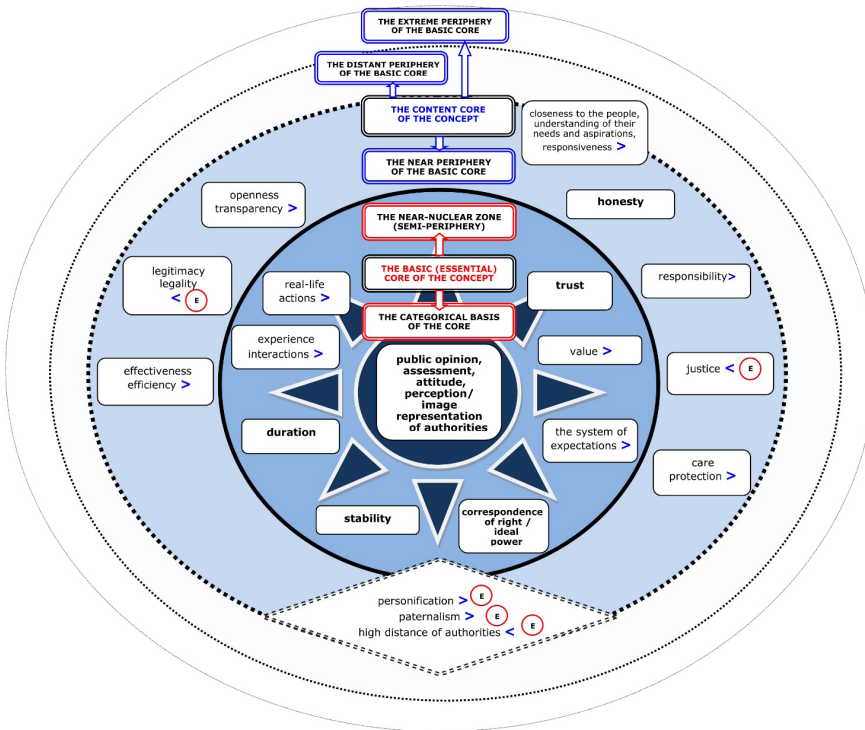 THE EXTREME PERIPHERY
OF THE BASIC CORE
THE DISTANT PERIPHERY
OF THE BASIC CORE
THE CONTENT CORE
OF THE CONCEPT
closeness to the people,
understanding of their
needs and aspirations,
responsiveness >
THE NEAR PERIPHERY
OF THE BASIC CORE
openness
transparency >
honesty
THE NEAR-NUCLEAR ZONE
(SEMI-PERIPHERY)
legitimacy
legality
< E
real-life
actions >
THE BASIC (ESSENTIAL)
CORE OF THE CONCEPT
trust
responsibility>
THE CATEGORICAL BASIS
OF THE CORE
experience
interactions >
value >
effectiveness
efficiency >
public opinion,
assessment,
attitude,
perception/
image
representation
of authorities
justice < E
duration
the system of
expectations >
care
protection >
stability
correspondence
of right /
ideal
power
personification > E
paternalism > E
high distance of authorities < E